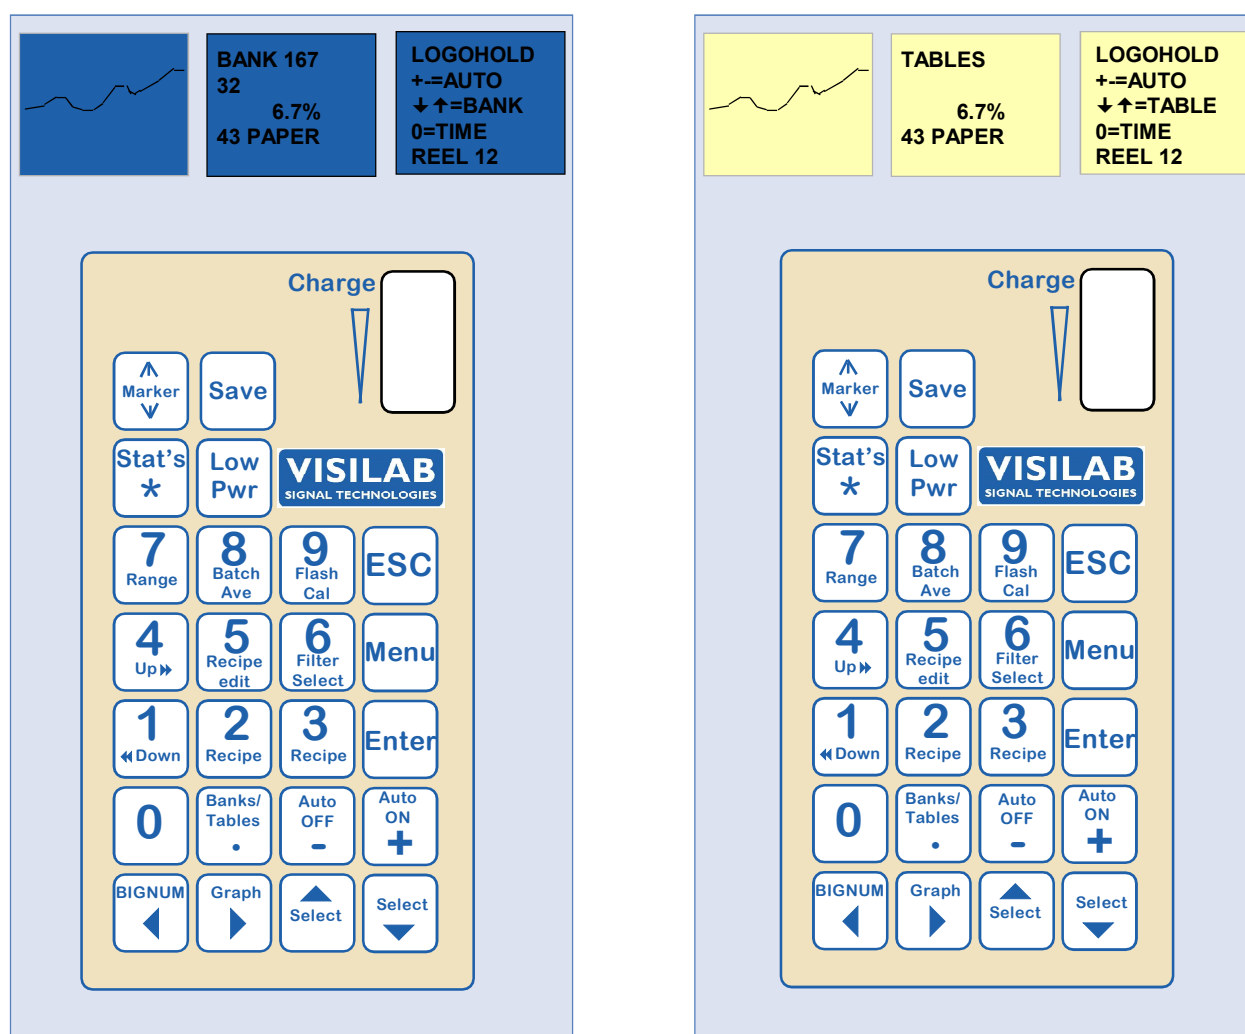 BANK 167
32
6.7%
43 PAPER
LOGOHOLD
+-=AUTO
↓↑=BANK
0=TIME
REEL 12
Charge
Marker
Save
Stat's
*
Low
Pwr
VISILAB
SIGNAL TECHNOLOGIES
7
Range
8
Batch
Ave
9
Flash
Cal
ESC
4
Up
5
Recipe
edit
6
Filter
Select
Menu
1
Down
2
Recipe
3
Recipe
Enter
0
Banks/
Tables
.
Auto
OFF
-
Auto
ON
+
BIGNUM
Graph
Select
Select
TABLES
6.7%
43 PAPER
LOGOHOLD
+-=AUTO
↓↑=TABLE
0=TIME
REEL 12
Charge
Marker
Save
Stat's
*
Low
Pwr
VISILAB
SIGNAL TECHNOLOGIES
7
Range
8
Batch
Ave
9
Flash
Cal
ESC
4
Up
5
Recipe
edit
6
Filter
Select
Menu
1
Down
2
Recipe
3
Recipe
Enter
0
Banks/
Tables
.
Auto
OFF
-
Auto
ON
+
BIGNUM
Graph
Select
Select